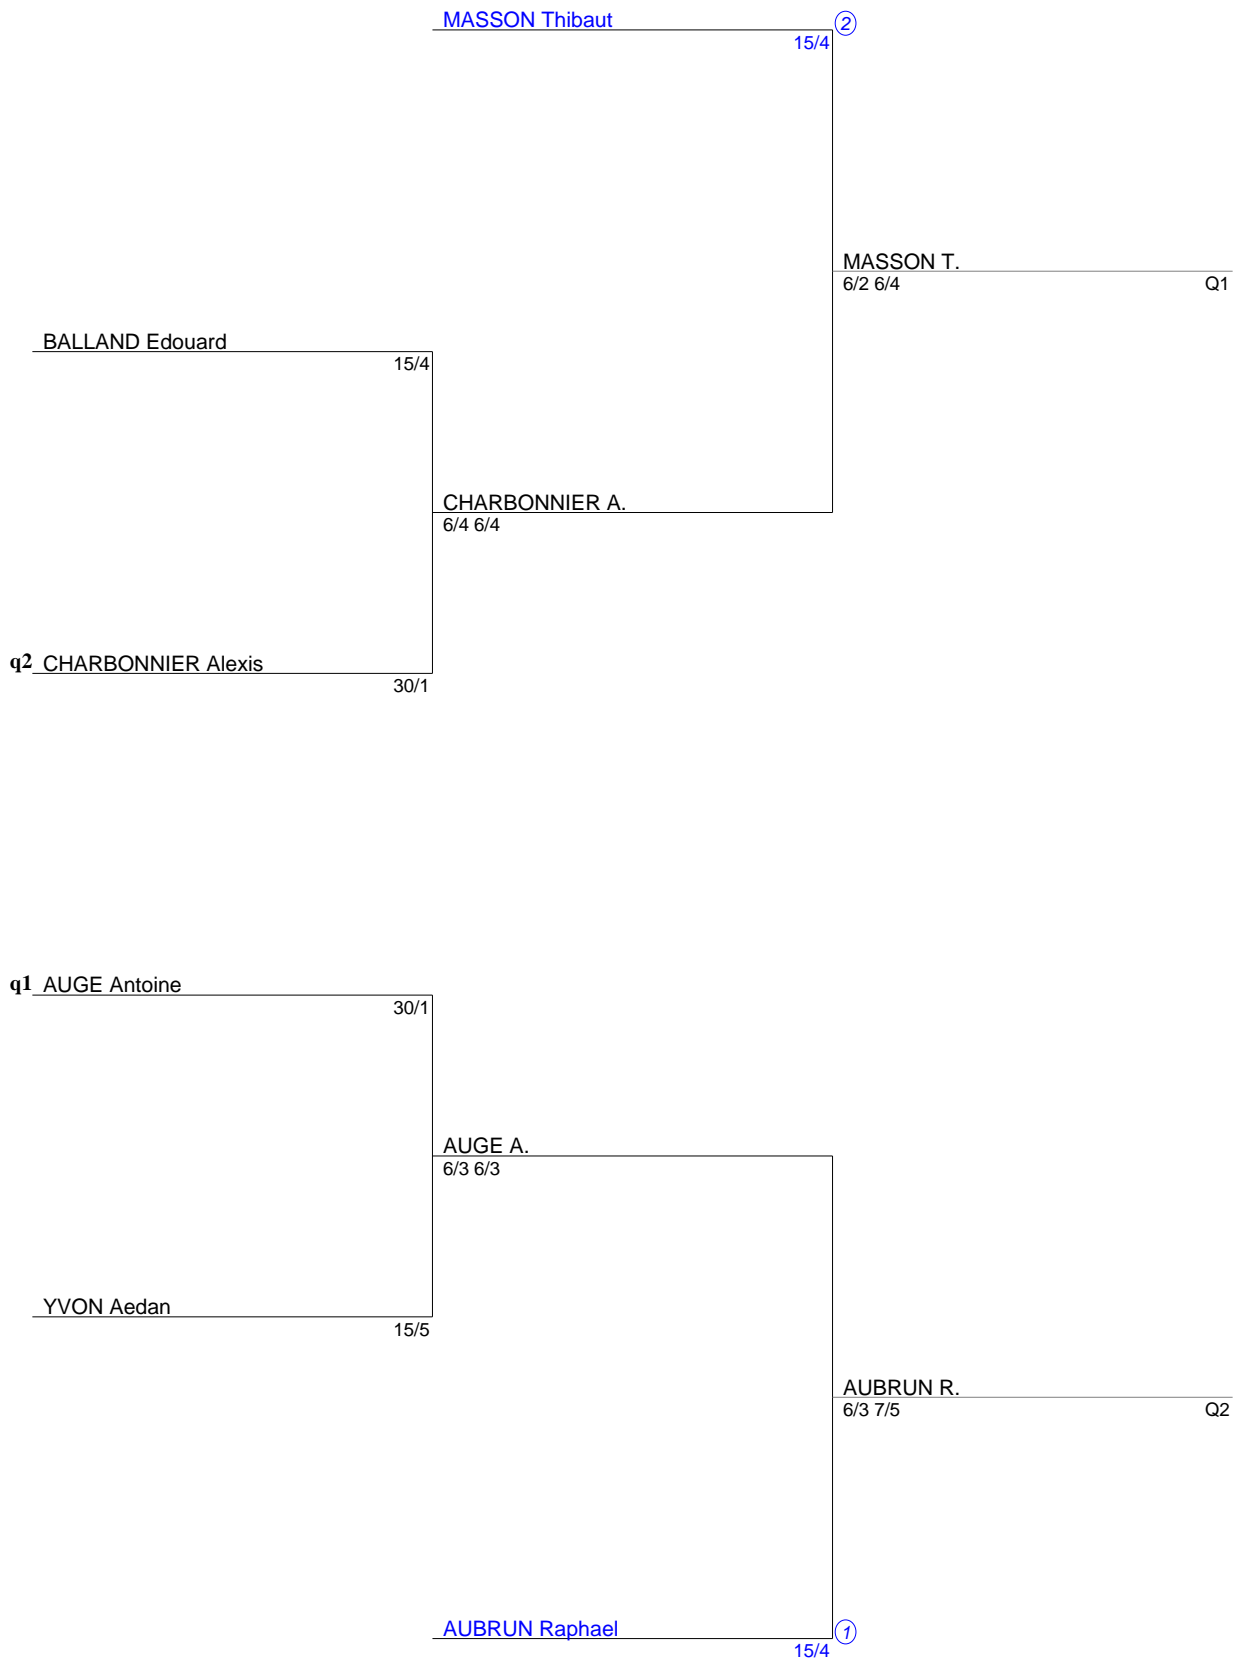 MASSON Thibaut
2
15/4
MASSON T.
6/2 6/4
Q1
BALLAND Edouard
15/4
CHARBONNIER A.
6/4 6/4
q2 CHARBONNIER Alexis
30/1
q1 AUGE Antoine
30/1
AUGE A.
6/3 6/3
YVON Aedan
15/5
AUBRUN R.
6/3 7/5
Q2
AUBRUN Raphael
1
15/4